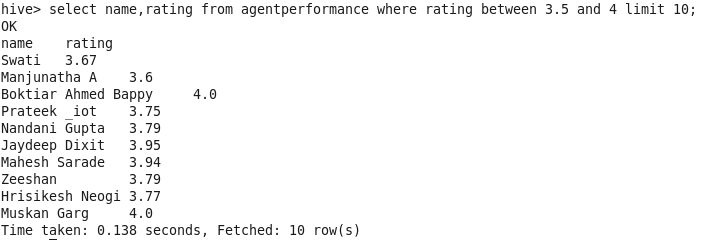 hive> select name,rating from agentperformance where rating between 3.5 and 4 limit 10;
OK
name    rating
Swati   3.67
Manjunatha A    3.6
Boktiar Ahmed Bappy     4.0
Prateek _iot    3.75
Nandani Gupta   3.79
Jaydeep Dixit   3.95
Mahesh Sarade   3.94
Zeeshan         3.79
Hrisikesh Neogi 3.77
Muskan Garg     4.0
Time taken: 0.138 seconds, Fetched: 10 row(s)